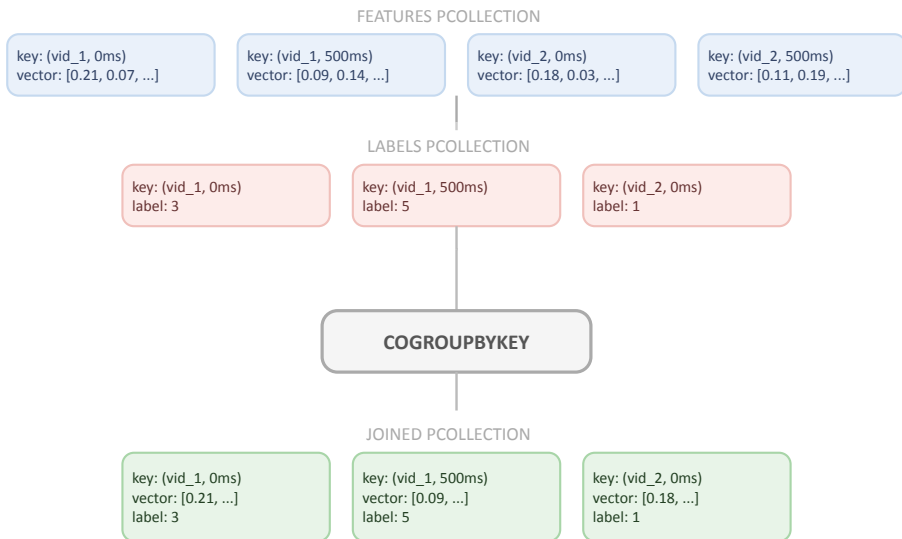 FEATURES PCOLLECTION
key: (vid_1, 0ms)
vector: [0.21, 0.07, ...]
key: (vid_1, 500ms)
vector: [0.09, 0.14, ...]
key: (vid_2, 0ms)
vector: [0.18, 0.03, ...]
key: (vid_2, 500ms)
vector: [0.11, 0.19, ...]
LABELS PCOLLECTION
key: (vid_1, 0ms)
label: 3
key: (vid_1, 500ms)
label: 5
key: (vid_2, 0ms)
label: 1
COGROUPBYKEY
JOINED PCOLLECTION
key: (vid_1, 0ms)
vector: [0.21, ...]
label: 3
key: (vid_1, 500ms)
vector: [0.09, ...]
label: 5
key: (vid_2, 0ms)
vector: [0.18, ...]
label: 1